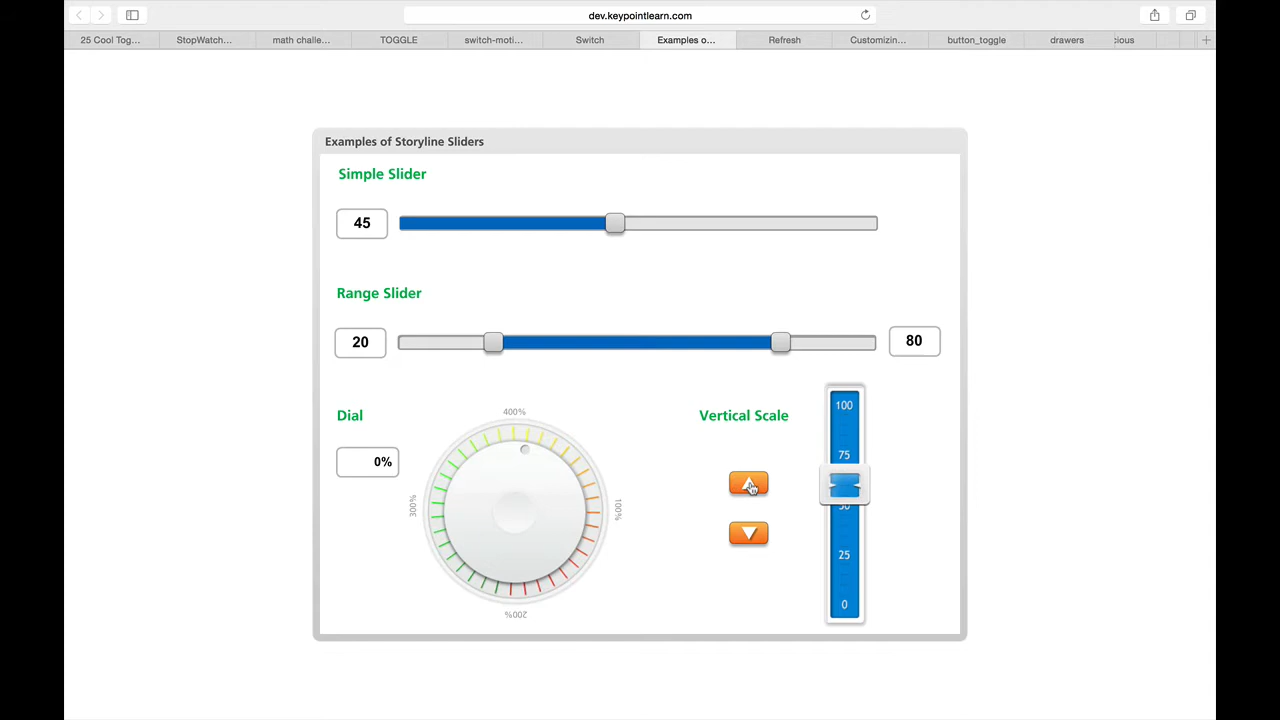 dev.keypointlearn.com
25 Cool Tog... StopWatch... math challe... TOGGLE switch-moti... Switch Examples o... Refresh Customizin... button_toggle drawers cious
Examples of Storyline Sliders
Simple Slider
45
Range Slider
20
80
Dial
0%
400%
300%
100%
200%
Vertical Scale
100
75
25
0